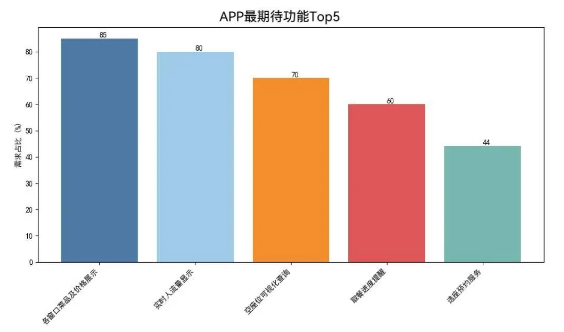 APP最期待功能Top5
85
80
70
60
44
需求占比 (%)
80
70
60
50
40
30
20
10
0
各窗口菜品及价格展示
实时人流量显示
空座位可视化查询
取餐进度提醒
选座预约服务